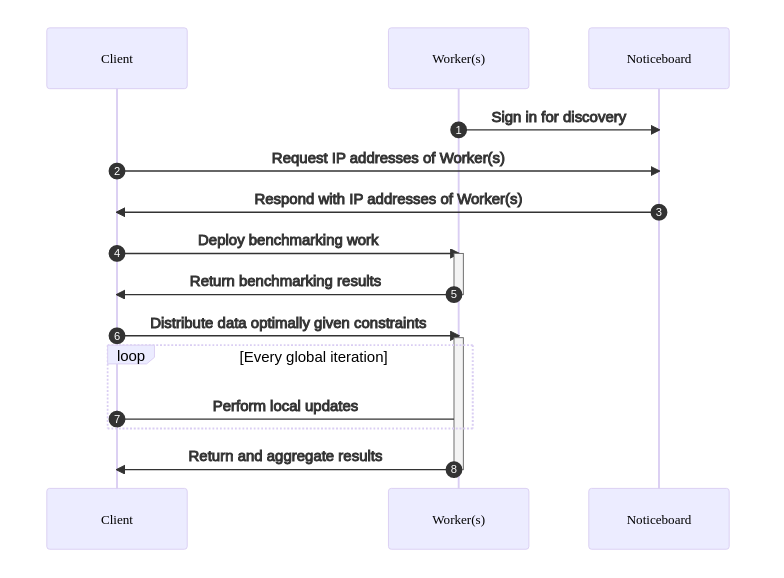 Client
Worker(s)
Noticeboard
Sign in for discovery
1
Request IP addresses of Worker(s)
2
Respond with IP addresses of Worker(s)
3
Deploy benchmarking work
4
Return benchmarking results
5
Distribute data optimally given constraints
6
loop
[Every global iteration]
Perform local updates
7
Return and aggregate results
8
Client
Worker(s)
Noticeboard